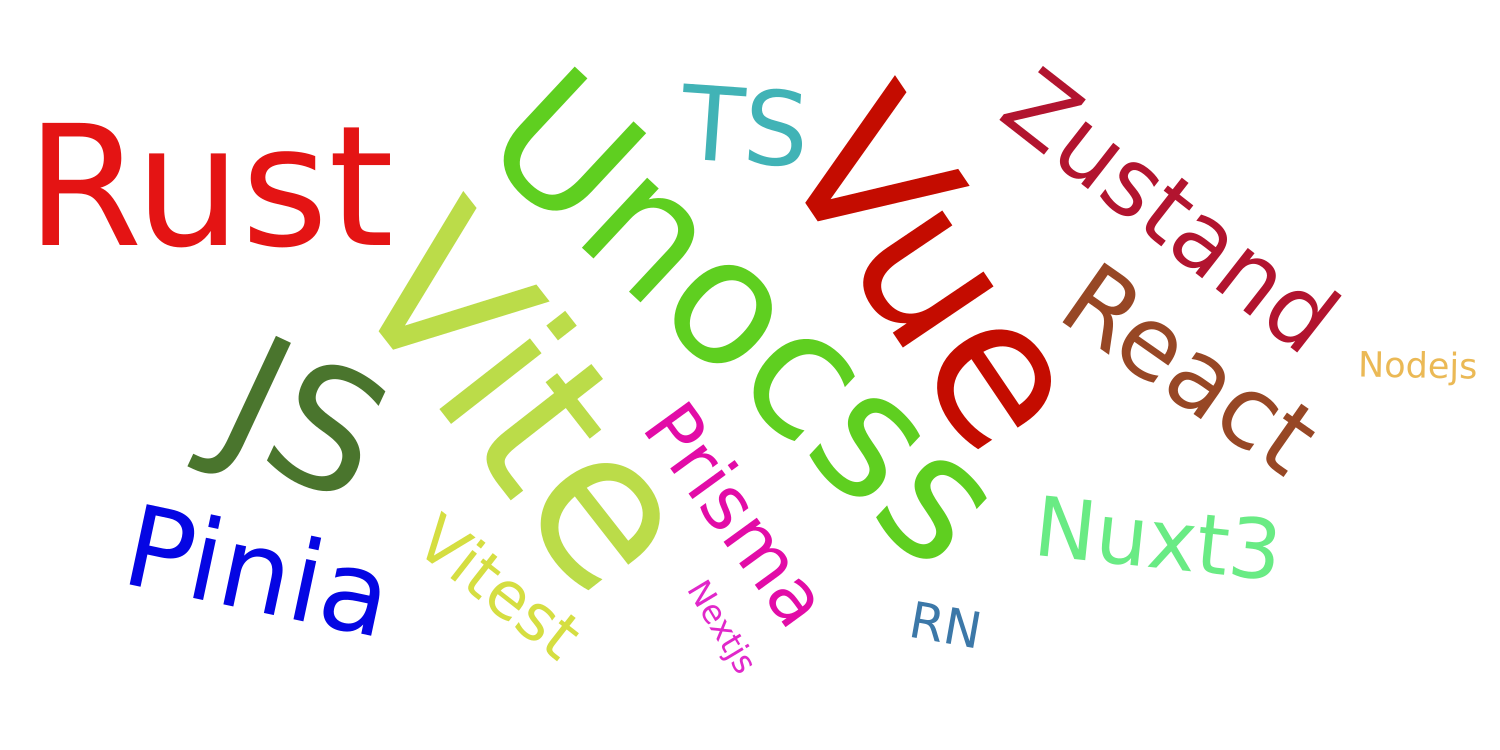 Rust
Unocss
TS
Vue
Zustand
Vite
React
Nodejs
JS
Prisma
Pinia
Vitest
Nuxt3
Nextjs
RN